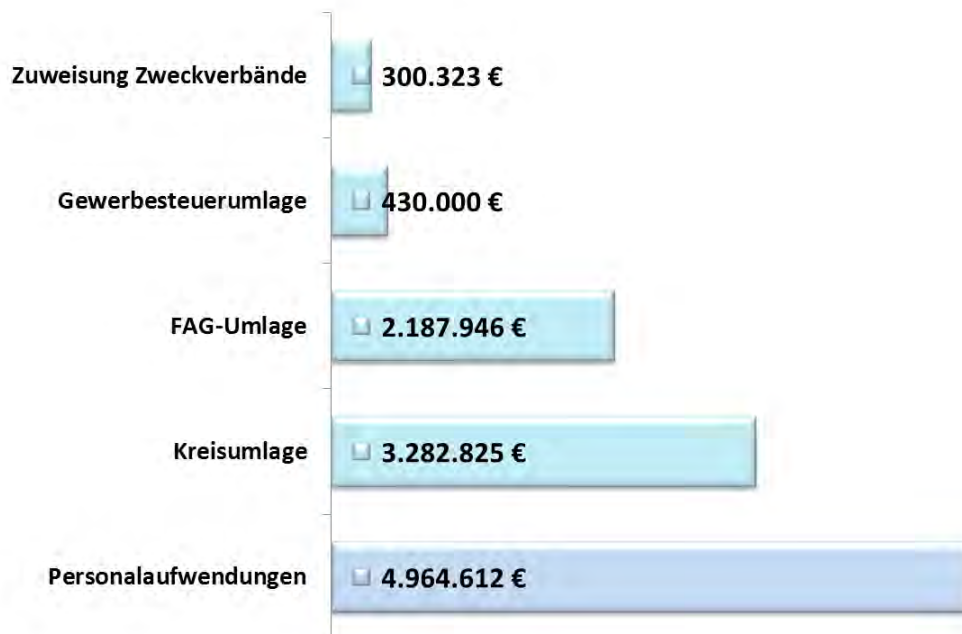 Zuweisung Zweckverbände 300.323 €
Gewerbesteuerumlage 430.000 €
FAG-Umlage 2.187.946 €
Kreisumlage 3.282.825 €
Personalaufwendungen 4.964.612 €